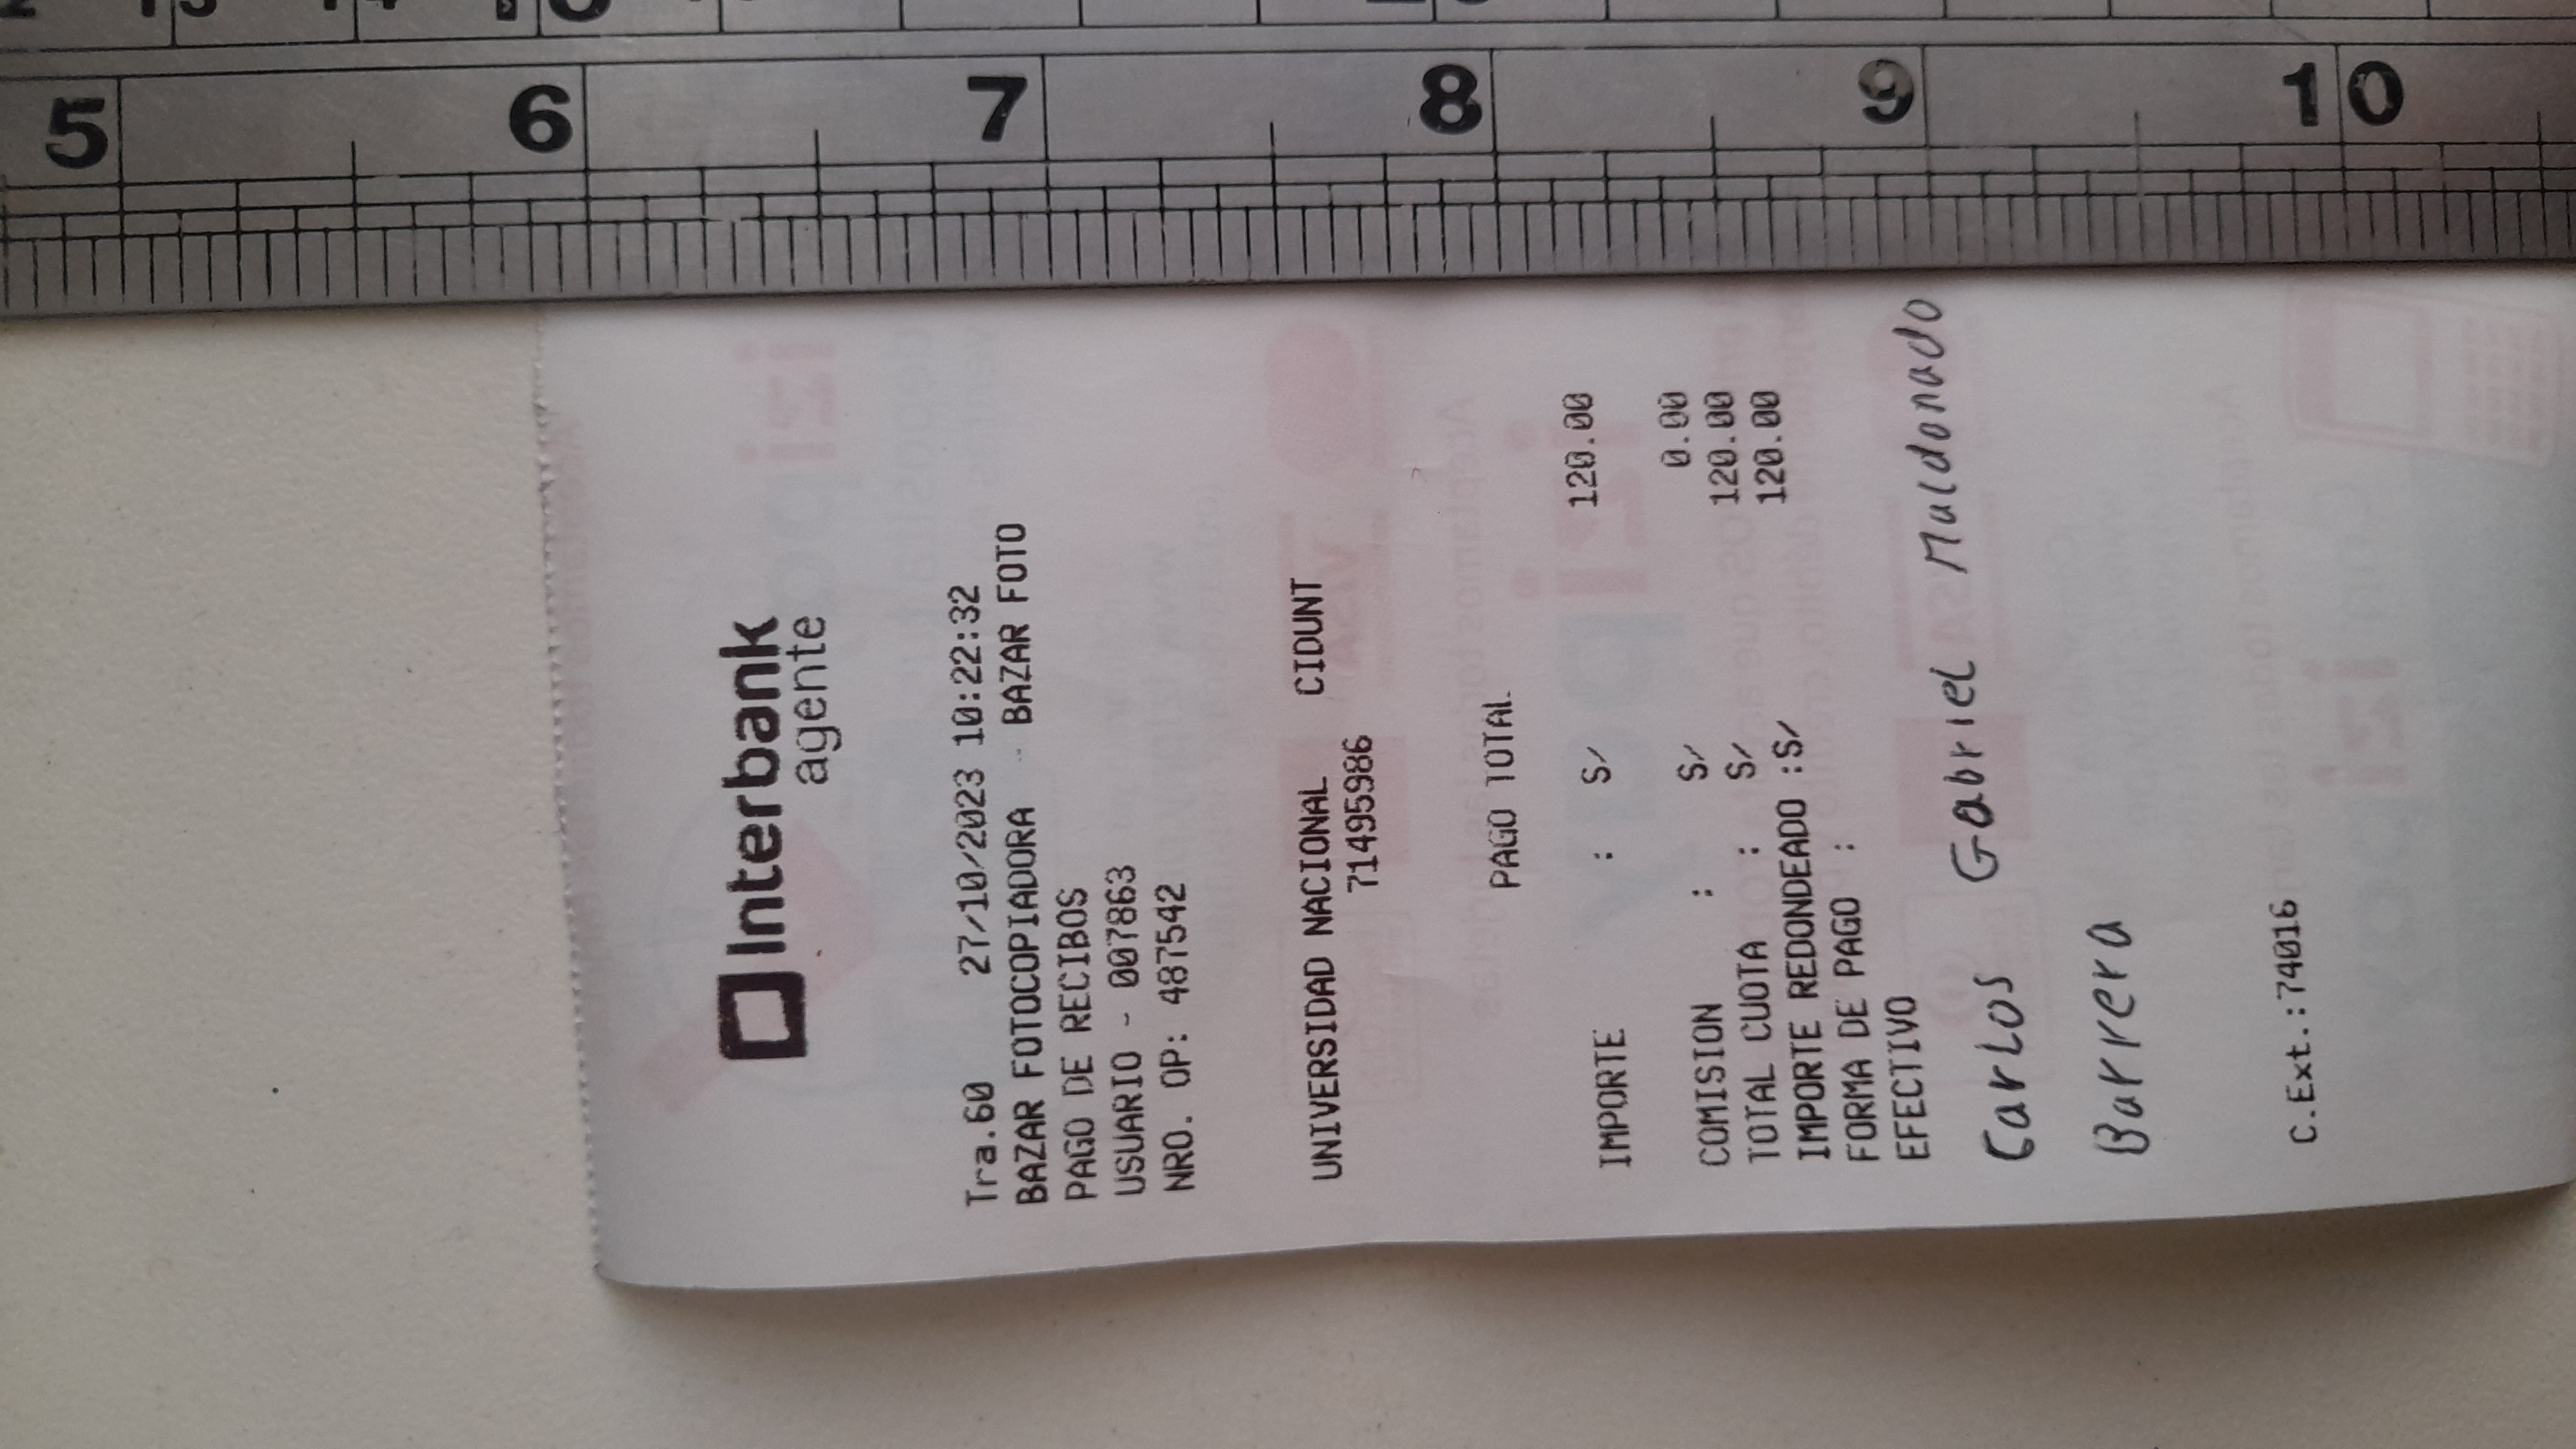 5 6 7 8 9 10
Interbank
agente
Tra.60 27/10/2023 10:22:32
BAZAR FOTOCOPIADORA - BAZAR FOTO
PAGO DE RECIBOS
USUARIO - 007863
NRO. OP: 487542
UNIVERSIDAD NACIONAL CIDUNT
71495986
PAGO TOTAL
IMPORTE : S/ 120.00
COMISION : S/ 0.00
TOTAL CUOTA : S/ 120.00
IMPORTE REDONDEADO :S/ 120.00
FORMA DE PAGO :
EFECTIVO
Carlos Gabriel Maldonado
Barrera
C.Ext.:74016